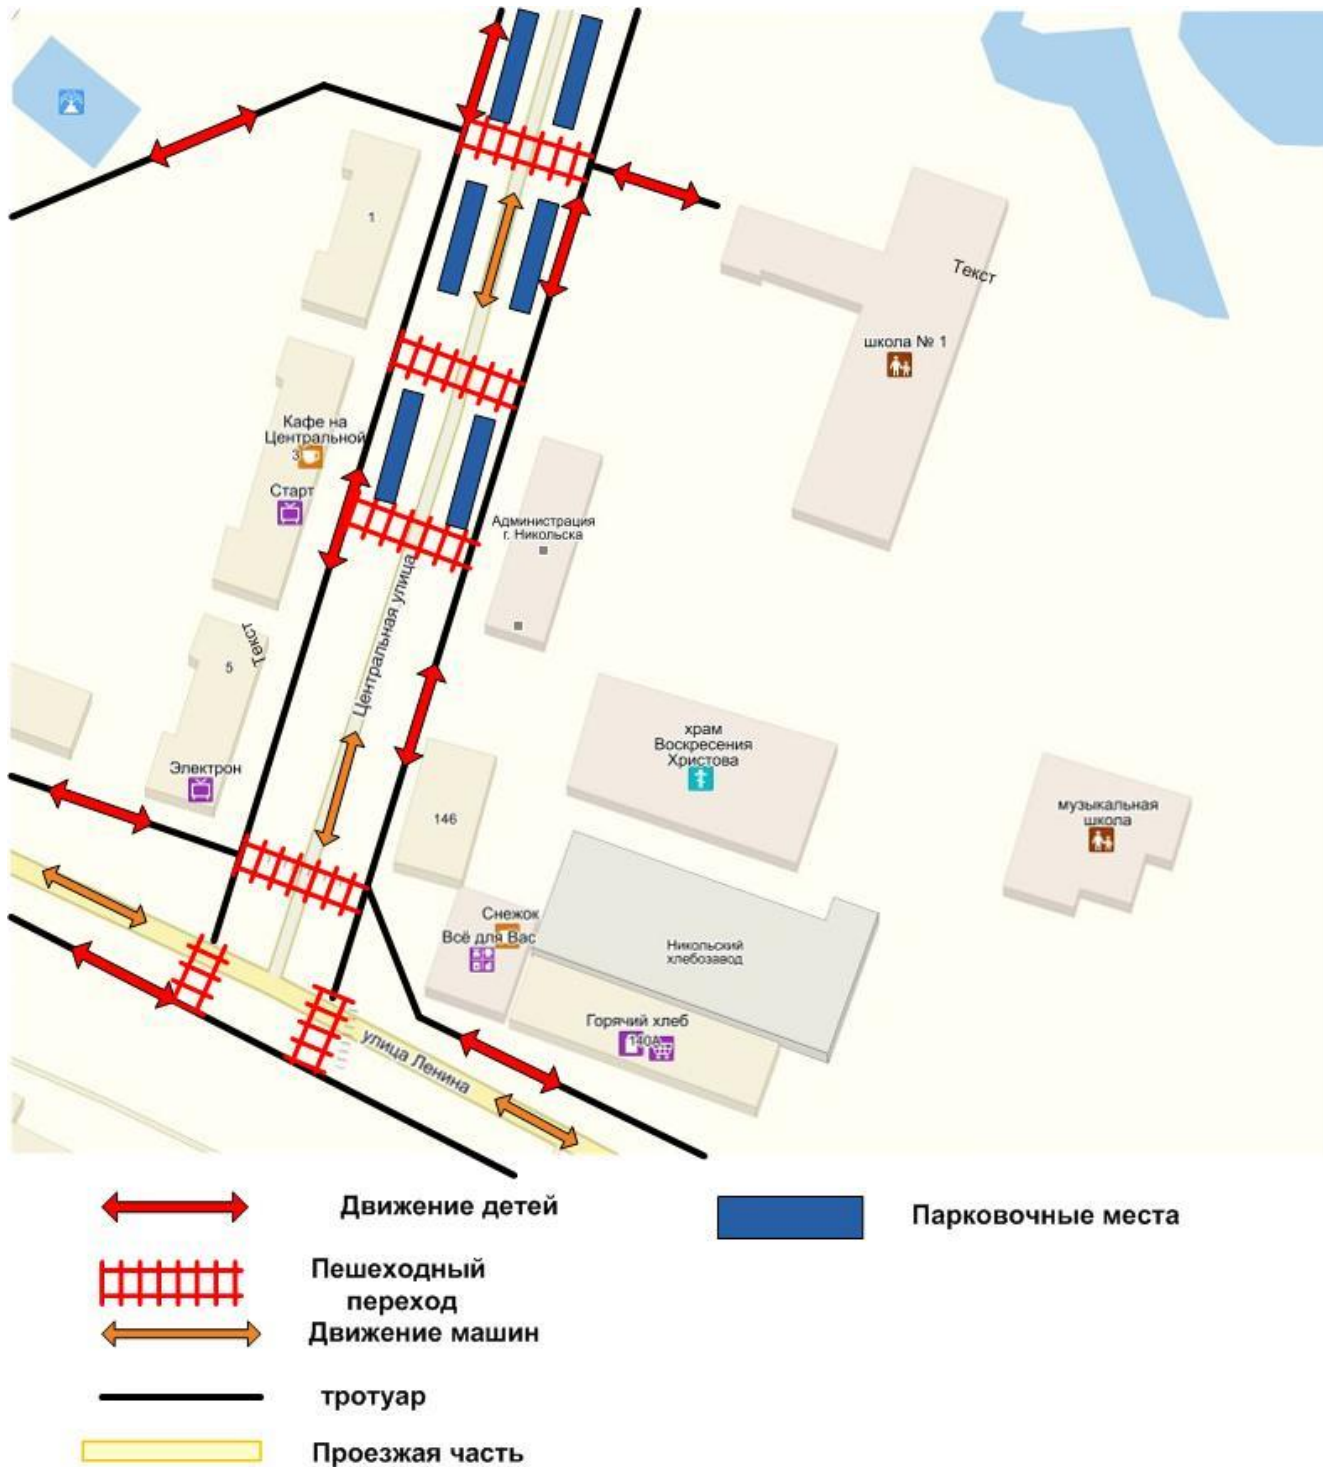 1
Текст
школа № 1
Кафе на
Центральной
3
Старт
Администрация
г. Никольска
Центральная улица
Текст
5
Электрон
храм
Воскресения
Христова
146
музыкальная
школа
Снежок
Всё для Вас
Никольский
хлебозавод
Горячий хлеб
140А
улица Ленина
Движение детей
Парковочные места
Пешеходный
переход
Движение машин
тротуар
Проезжая часть